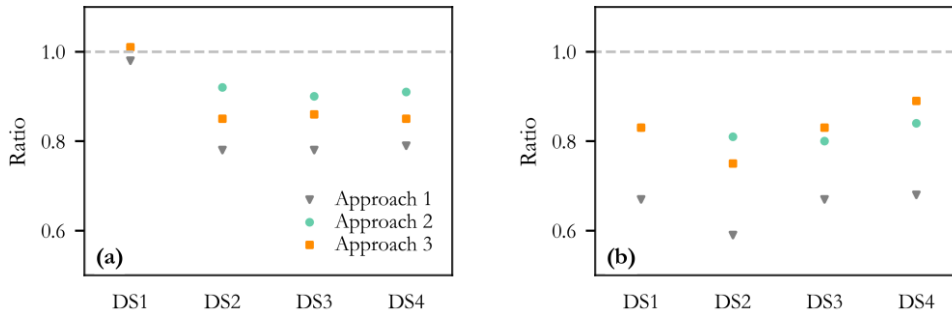 1.0
0.8
0.6
Ratio
Approach 1
Approach 2
Approach 3
(a)
DS1 DS2 DS3 DS4
1.0
0.8
0.6
Ratio
(b)
DS1 DS2 DS3 DS4